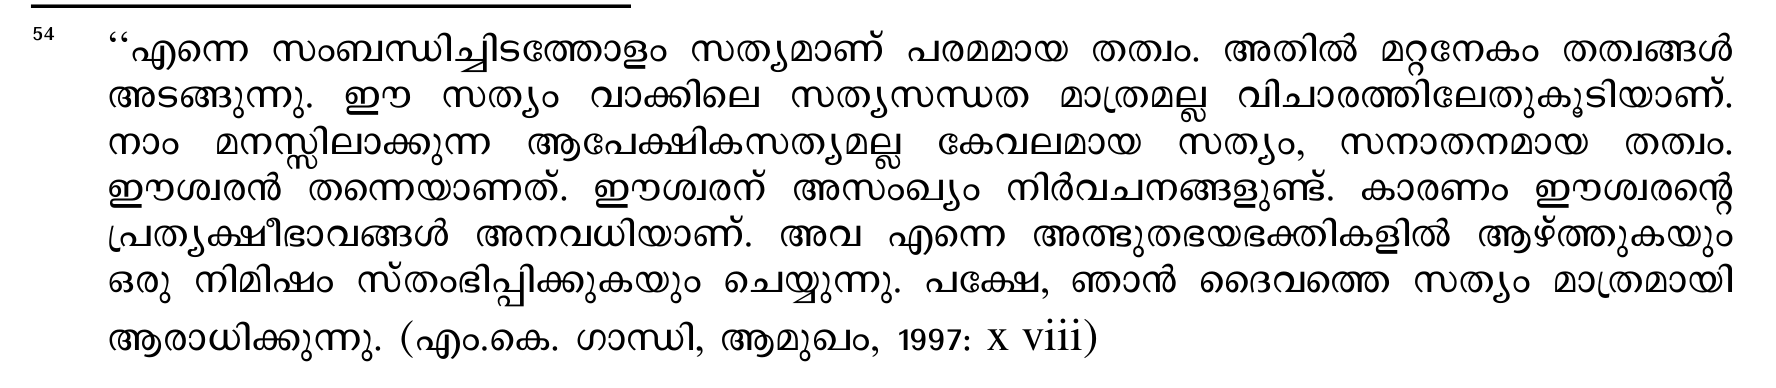 54 ‘‘എന്നെ സംബന്ധിച്ചിടത്തോളം സത്യമാണ് പരമമായ തത്വം. അതിൽ മറ്റനേകം തത്വങ്ങൾ
അടങ്ങുന്നു. ഈ സത്യം വാക്കിലെ സത്യസന്ധത മാത്രമല്ല വിചാരത്തിലേതുകൂടിയാണ്.
നാം മനസ്സിലാക്കുന്ന ആപേക്ഷികസത്യമല്ല കേവലമായ സത്യം, സനാതനമായ തത്വം.
ഈശ്വരൻ തന്നെയാണത്. ഈശ്വരന് അസംഖ്യം നിർവചനങ്ങളുണ്ട്. കാരണം ഈശ്വരന്റെ
പ്രത്യക്ഷീഭാവങ്ങൾ അനവധിയാണ്. അവ എന്നെ അത്ഭുതഭയഭക്തികളിൽ ആഴ്ത്തുകയും
ഒരു നിമിഷം സ്തംഭിപ്പിക്കുകയും ചെയ്യുന്നു. പക്ഷേ, ഞാൻ ദൈവത്തെ സത്യം മാത്രമായി
ആരാധിക്കുന്നു. (എം.കെ. ഗാന്ധി, ആമുഖം, 1997: x viii)